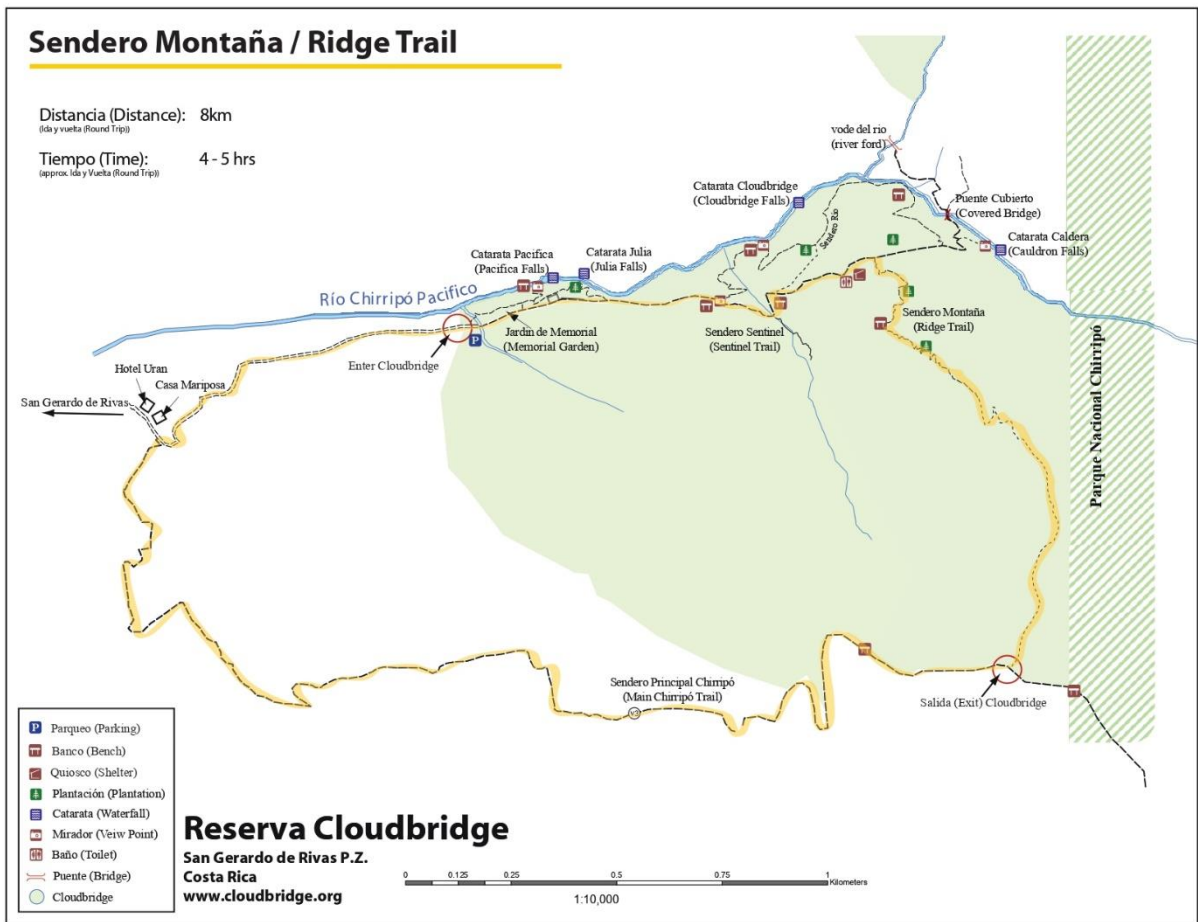 Sendero Montaña / Ridge Trail
Distancia (Distance): 8km
(Ida y vuelta (Round Trip))
Tiempo (Time): 4 - 5 hrs
(approx. Ida y Vuelta (Round Trip))
vode del rio
(river ford)
Catarata Cloudbridge
(Cloudbridge Falls)
Puente Cubierto
(Covered Bridge)
Sendero Rio
Catarata Caldera
(Cauldron Falls)
Catarata Pacifica
(Pacifica Falls)
Catarata Julia
(Julia Falls)
Río Chirripó Pacifico
Jardin de Memorial
(Memorial Garden)
Sendero Sentinel
(Sentinel Trail)
Sendero Montaña
(Ridge Trail)
P
Enter Cloudbridge
Hotel Uran
Casa Mariposa
San Gerardo de Rivas
Parque Nacional Chirripó
Sendero Principal Chirripó
(Main Chirripó Trail)
Salida (Exit) Cloudbridge
P Parqueo (Parking)
Banco (Bench)
Quiosco (Shelter)
Plantación (Plantation)
Catarata (Waterfall)
Mirador (Veiw Point)
Baño (Toilet)
Puente (Bridge)
Cloudbridge
Reserva Cloudbridge
San Gerardo de Rivas P.Z.
Costa Rica
www.cloudbridge.org
0 0.125 0.25 0.5 0.75 1
Kilometers
1:10,000